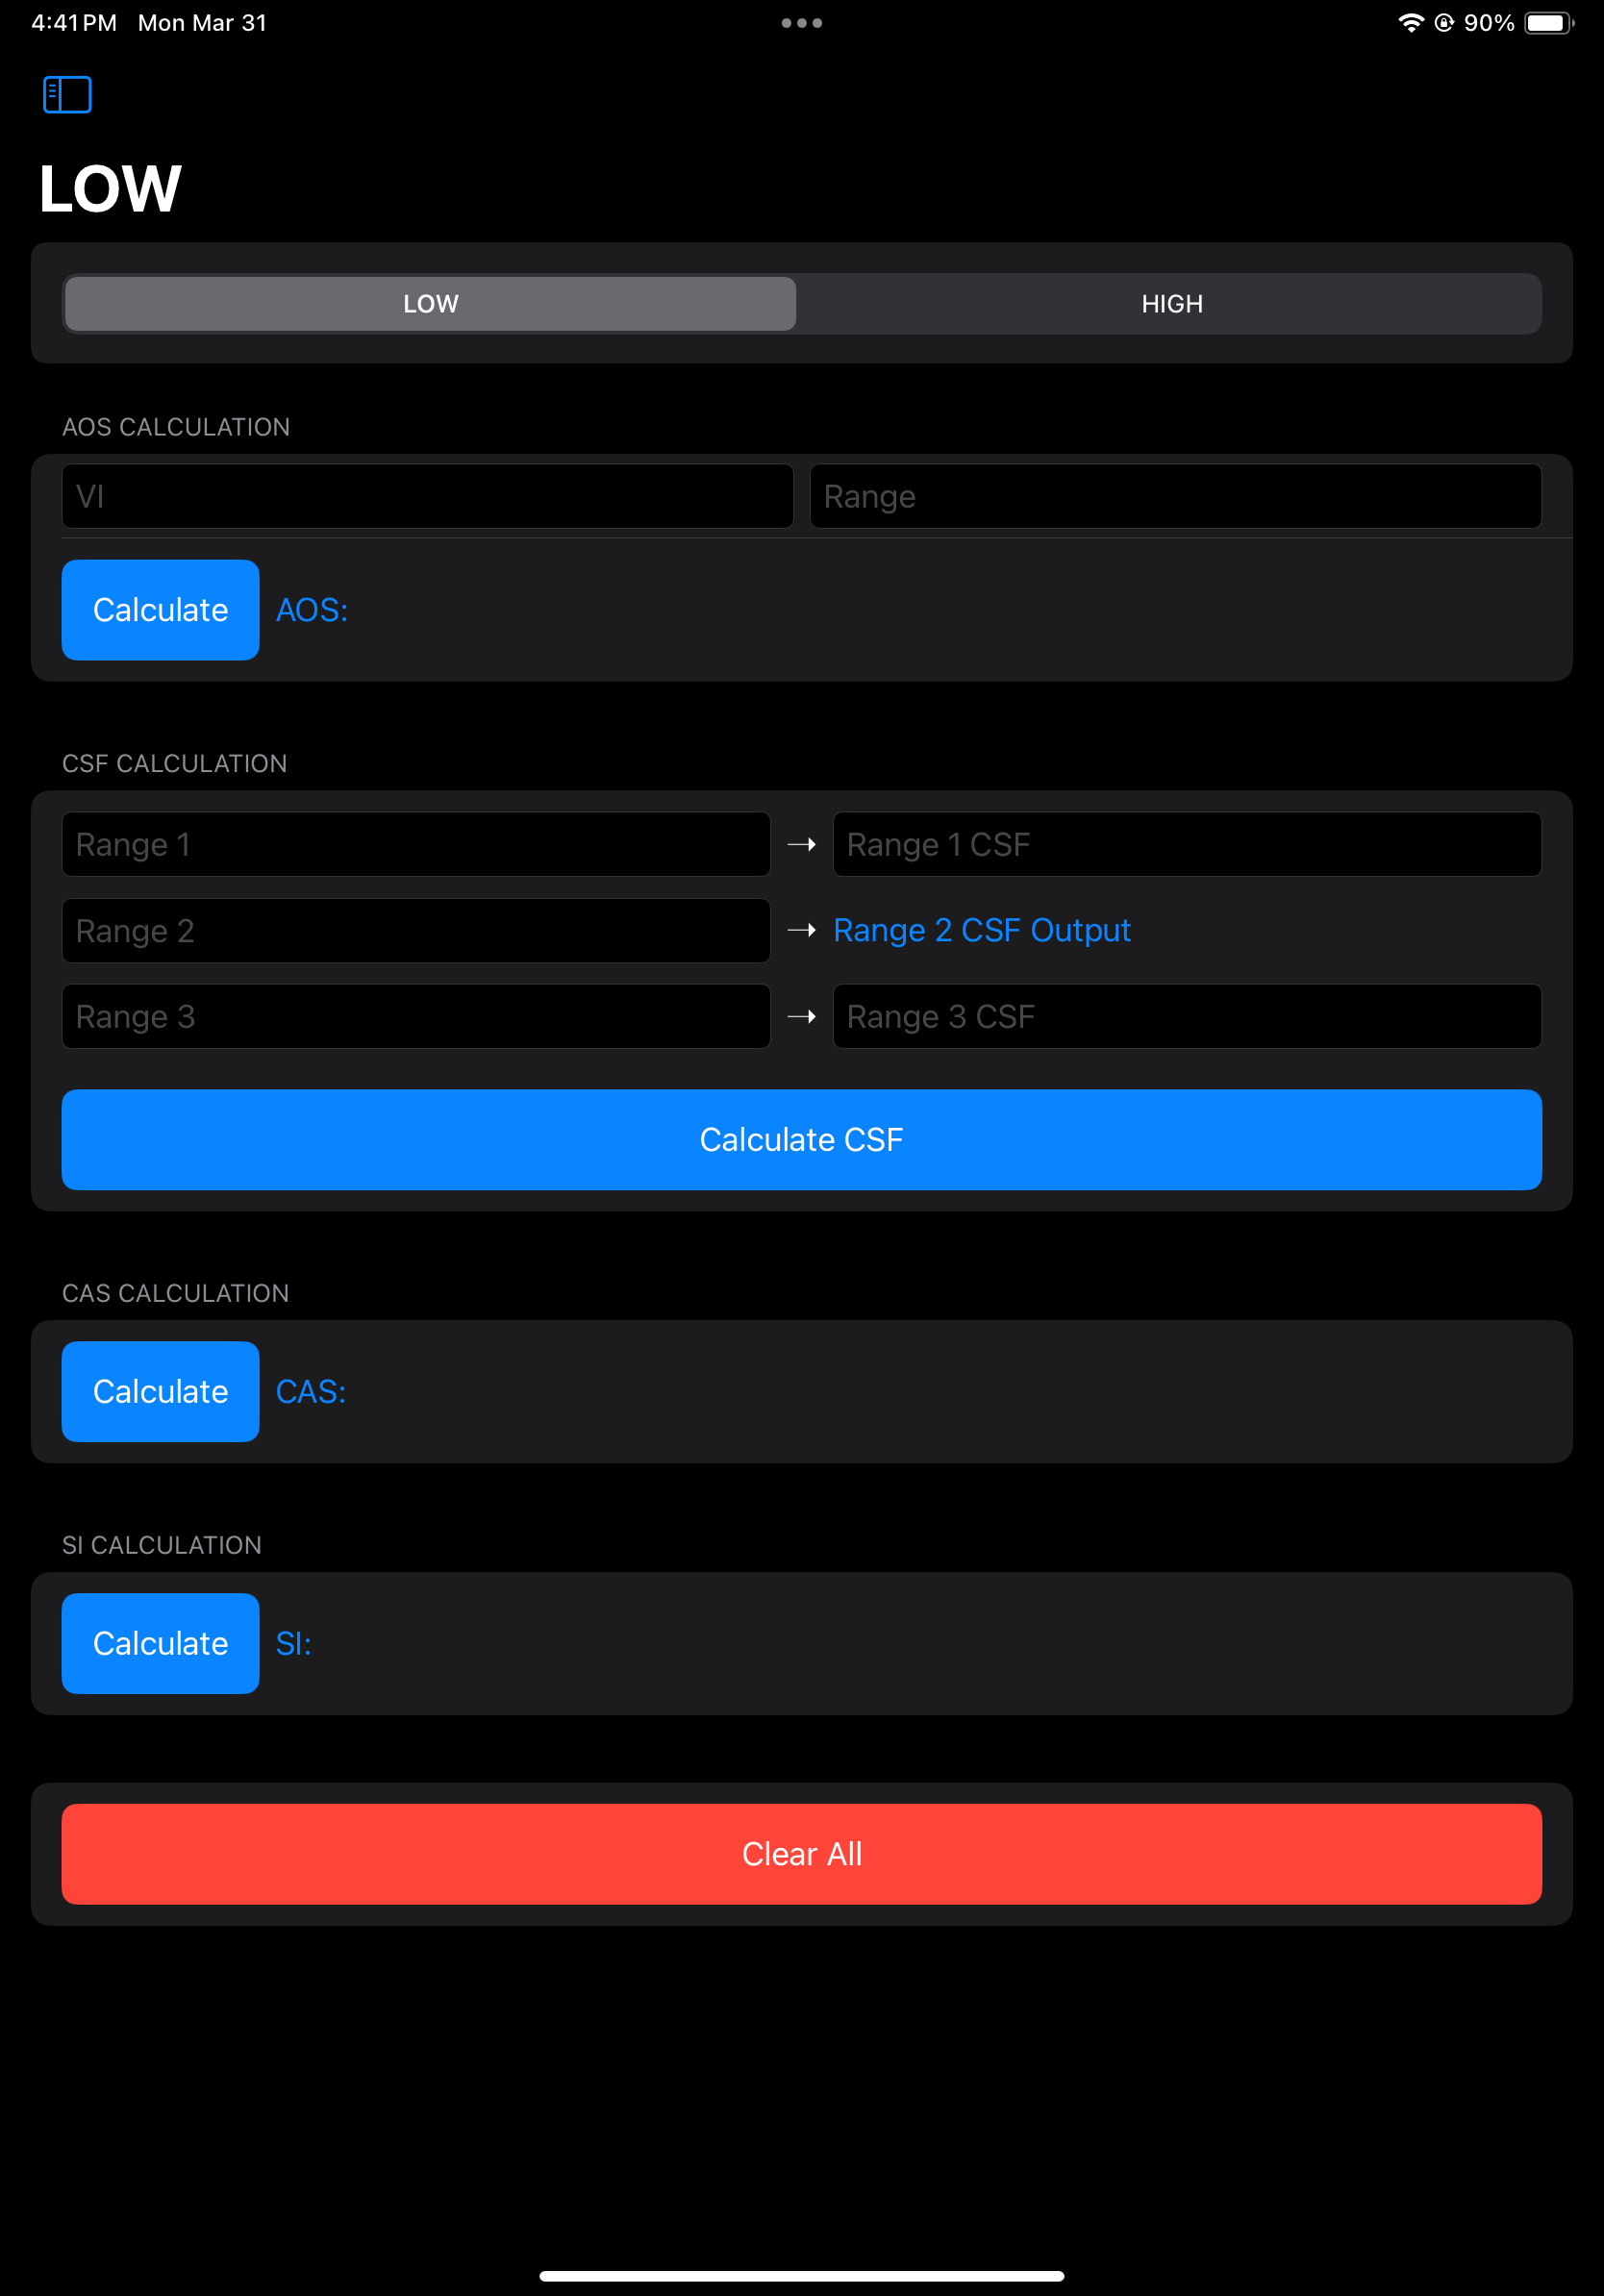 4:41 PM Mon Mar 31 90%
LOW
LOW HIGH
AOS CALCULATION
VI Range
Calculate AOS:
CSF CALCULATION
Range 1 → Range 1 CSF
Range 2 → Range 2 CSF Output
Range 3 → Range 3 CSF
Calculate CSF
CAS CALCULATION
Calculate CAS:
SI CALCULATION
Calculate SI:
Clear All